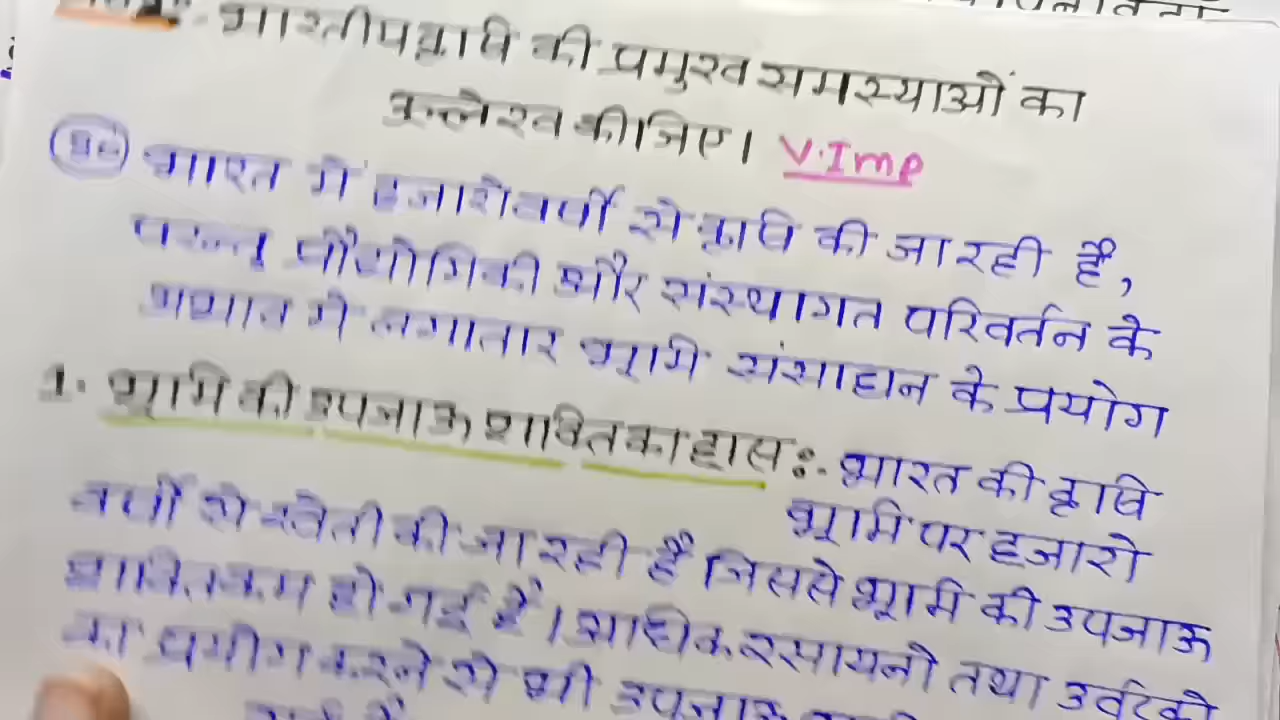 भारतीय कृषि की प्रमुख समस्याओं का
उल्लेख कीजिए। V.Imp
भारत में हजारो वर्षो से कृषि की जा रही है,
परन्तु प्रौद्योगिकी और संस्थागत परिवर्तन के
अभाव में लगातार भूमि संसाधन के प्रयोग
1. भूमि की उपजाऊ शक्ति का ह्रास :- भारत की कृषि
भूमि पर हजारो
वर्षो से खेती की जा रही है जिससे भूमि की उपजाऊ
शक्ति कम हो गई है। अधिक रसायनो तथा उर्वरको
का प्रयोग करने से भी उपजाऊ